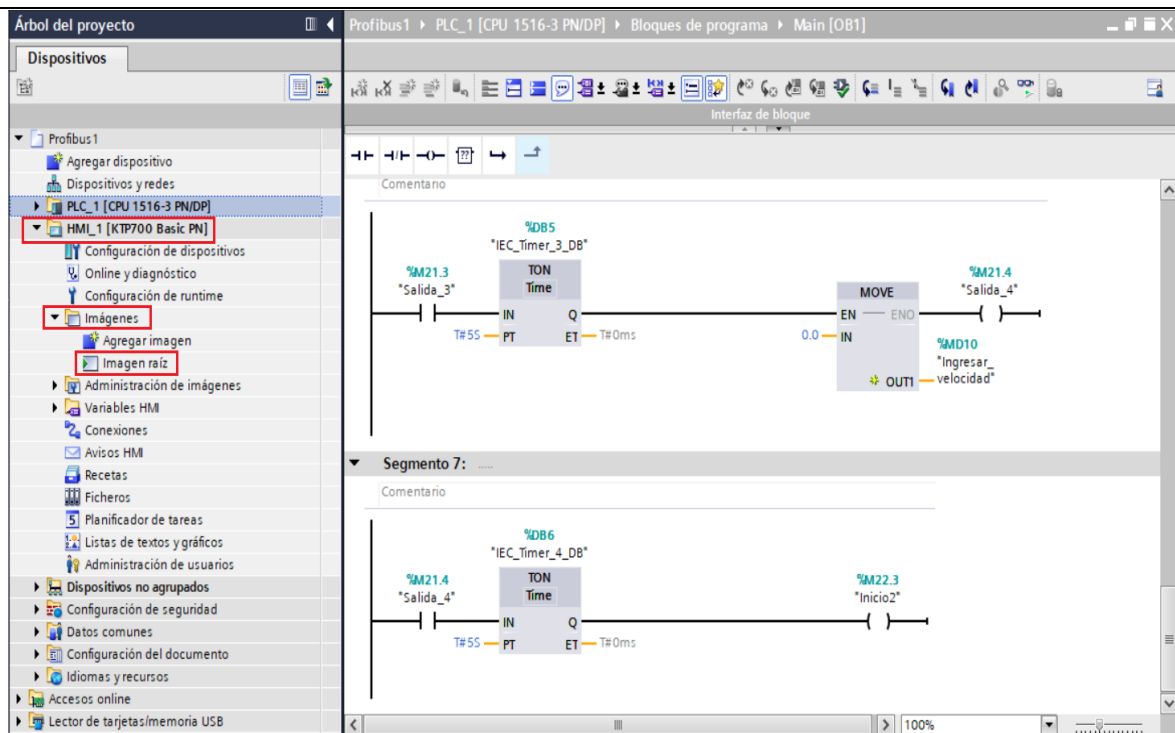 Árbol del proyecto
Dispositivos
Profibus1
Agregar dispositivo
Dispositivos y redes
PLC_1 [CPU 1516-3 PN/DP]
HMI_1 [KTP700 Basic PN]
Configuración de dispositivos
Online y diagnóstico
Configuración de runtime
Imágenes
Agregar imagen
Imagen raíz
Administración de imágenes
Variables HMI
Conexiones
Avisos HMI
Recetas
Ficheros
Planificador de tareas
Listas de textos y gráficos
Administración de usuarios
Dispositivos no agrupados
Configuración de seguridad
Datos comunes
Configuración del documento
Idiomas y recursos
Accesos online
Lector de tarjetas/memoria USB
Profibus1 PLC_1 [CPU 1516-3 PN/DP] Bloques de programa Main [OB1]
Interfaz de bloque
??
Comentario
%DB5
"IEC_Timer_3_DB"
%M21.3
"Salida_3"
TON
Time
IN Q
T#5S PT ET T#0ms
MOVE
EN ENO
0.0 IN
OUT1
%MD10
"Ingresar_
velocidad"
%M21.4
"Salida_4"
Segmento 7: .....
Comentario
%DB6
"IEC_Timer_4_DB"
%M21.4
"Salida_4"
TON
Time
IN Q
T#5S PT ET T#0ms
%M22.3
"Inicio2"
100%